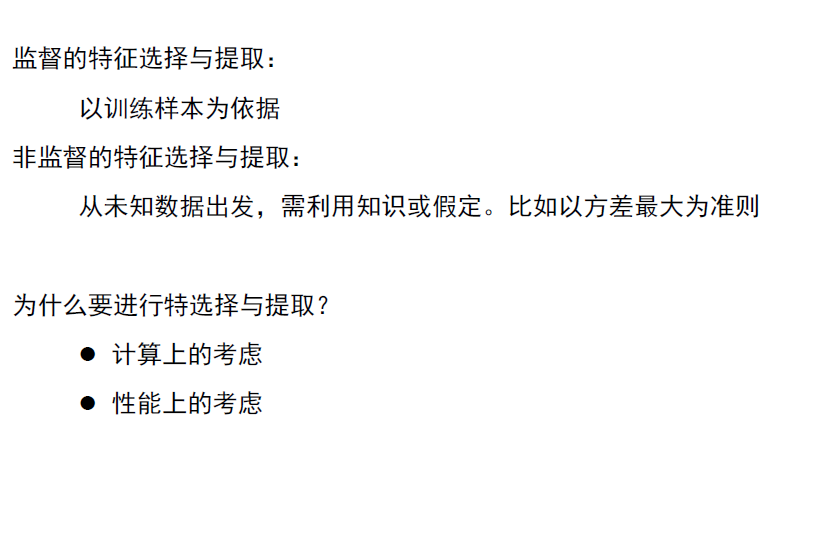 监督的特征选择与提取：
以训练样本为依据
非监督的特征选择与提取：
从未知数据出发，需利用知识或假定。比如以方差最大为准则
为什么要进行特选择与提取？
● 计算上的考虑
● 性能上的考虑